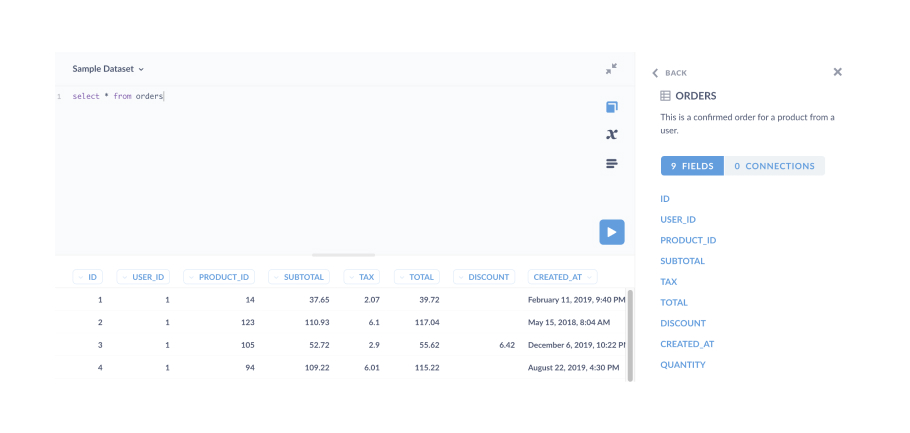 Sample Dataset
1 select * from orders
ID USER_ID PRODUCT_ID SUBTOTAL TAX TOTAL DISCOUNT CREATED_AT
1 1 14 37.65 2.07 39.72 February 11, 2019, 9:40 PM
2 1 123 110.93 6.1 117.04 May 15, 2018, 8:04 AM
3 1 105 52.72 2.9 55.62 6.42 December 6, 2019, 10:22 PM
4 1 94 109.22 6.01 115.22 August 22, 2019, 4:30 PM
BACK
ORDERS
This is a confirmed order for a product from a
user.
9 FIELDS 0 CONNECTIONS
ID
USER_ID
PRODUCT_ID
SUBTOTAL
TAX
TOTAL
DISCOUNT
CREATED_AT
QUANTITY